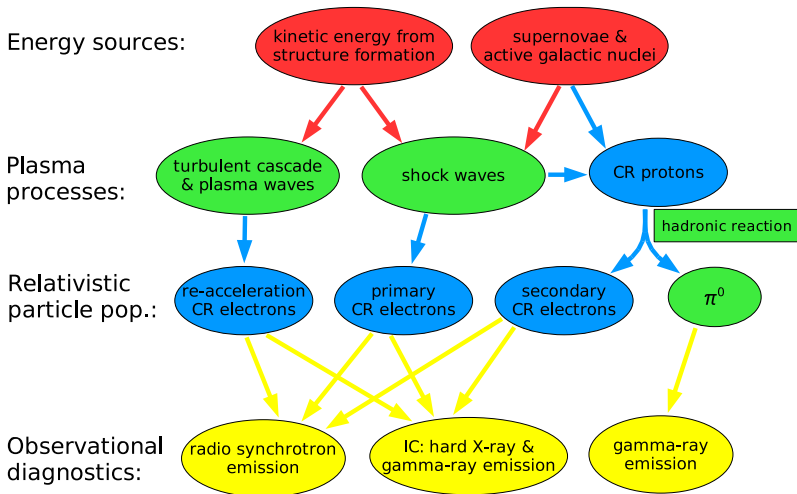 Energy sources:
kinetic energy from
structure formation
supernovae &
active galactic nuclei
Plasma
processes:
turbulent cascade
& plasma waves
shock waves
CR protons
hadronic reaction
Relativistic
particle pop.:
re-acceleration
CR electrons
primary
CR electrons
secondary
CR electrons
π⁰
Observational
diagnostics:
radio synchrotron
emission
IC: hard X-ray &
gamma-ray emission
gamma-ray
emission